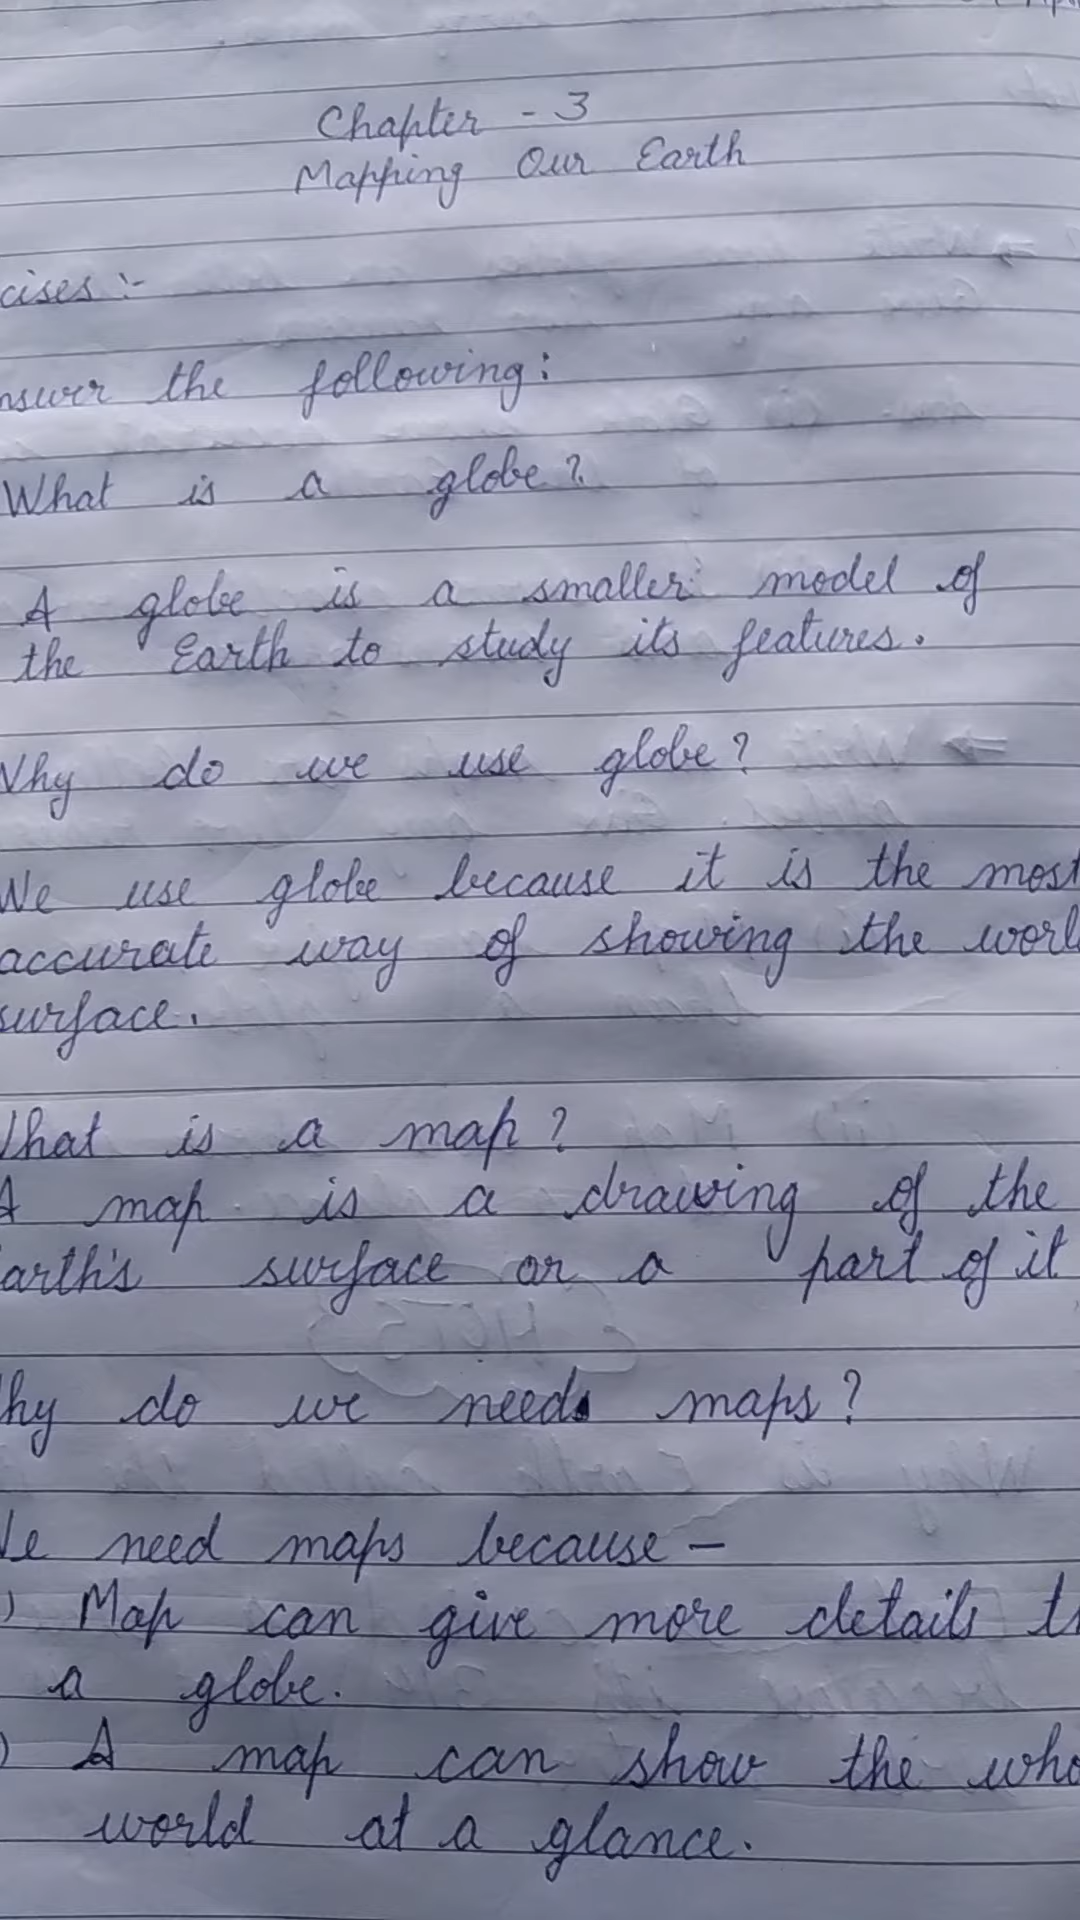 Chapter - 3
Mapping Our Earth
cises :-
nswer the following:
What is a globe?
A globe is a smaller model of
the Earth to study its features.
Why do we use globe?
We use globe because it is the most
accurate way of showing the worl
surface.
What is a map?
A map is a drawing of the
arth's surface or a part of it
hy do we need maps?
We need maps because -
) Map can give more details th
a globe.
) A map can show the who
world at a glance.